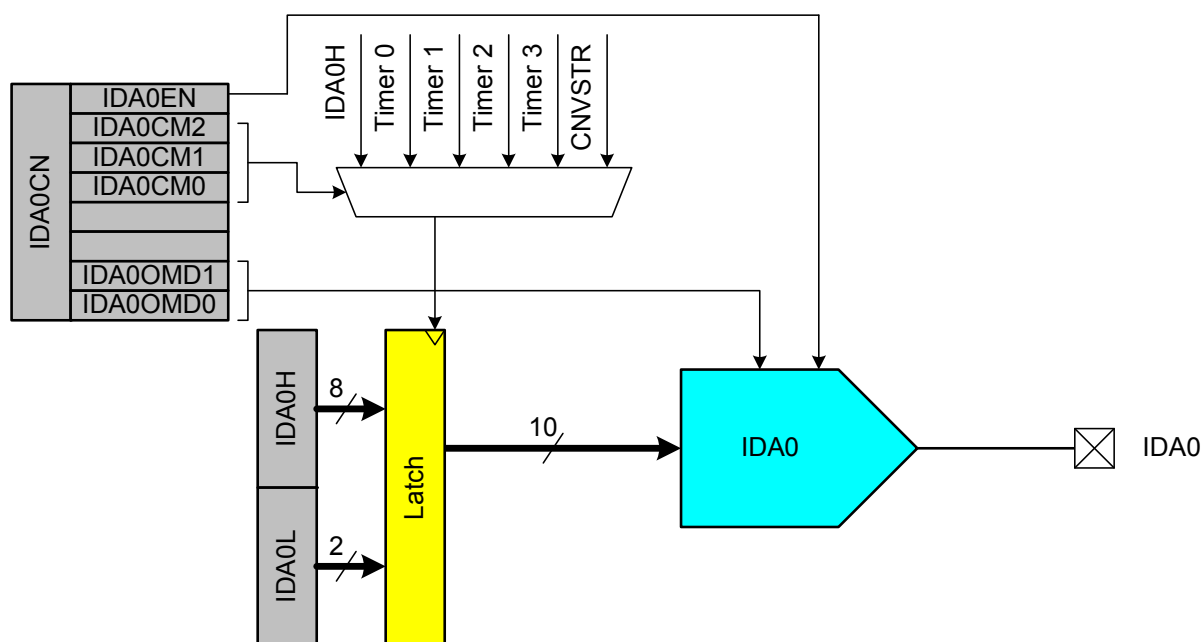 IDA0CN
IDA0EN
IDA0CM2
IDA0CM1
IDA0CM0
IDA0OMD1
IDA0OMD0
IDA0H
Timer 0
Timer 1
Timer 2
Timer 3
CNVSTR
IDA0H
8
IDA0L
2
Latch
10
IDA0
IDA0